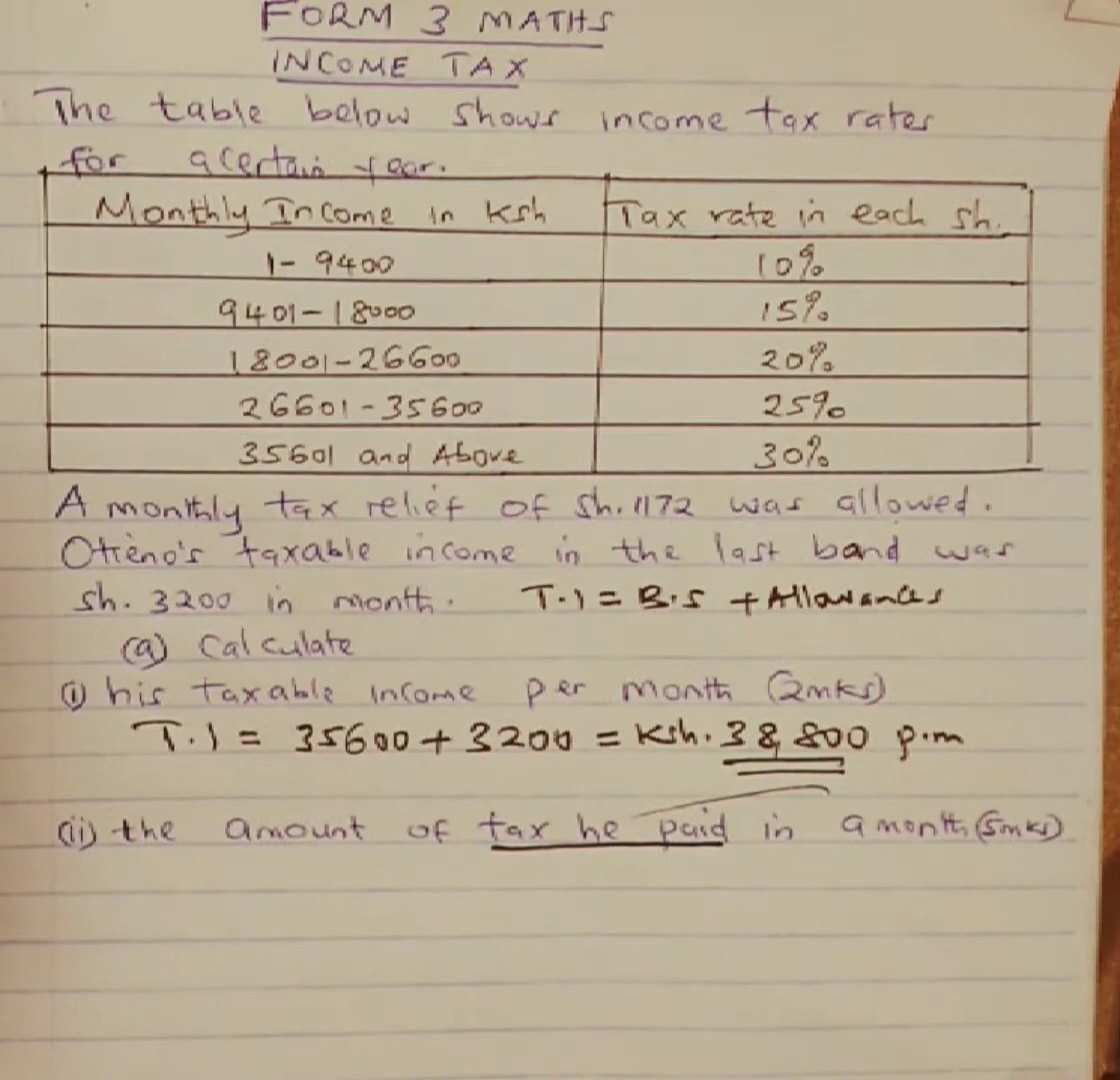 FORM 3 MATHS
INCOME TAX
The table below shows income tax rates
for a certain year.
Monthly Income in Ksh Tax rate in each sh.
1 - 9400 10%
9401 - 18000 15%
18001 - 26600 20%
26601 - 35600 25%
35601 and Above 30%
A monthly tax relief of sh. 1172 was allowed.
Otieno's taxable income in the last band was
sh. 3200 in month. T.I = B.S + Allowances
(a) Calculate
(i) his taxable income per month (2mks)
T.I = 35600 + 3200 = Ksh. 38,800 p.m
(ii) the amount of tax he paid in a month (5mks)